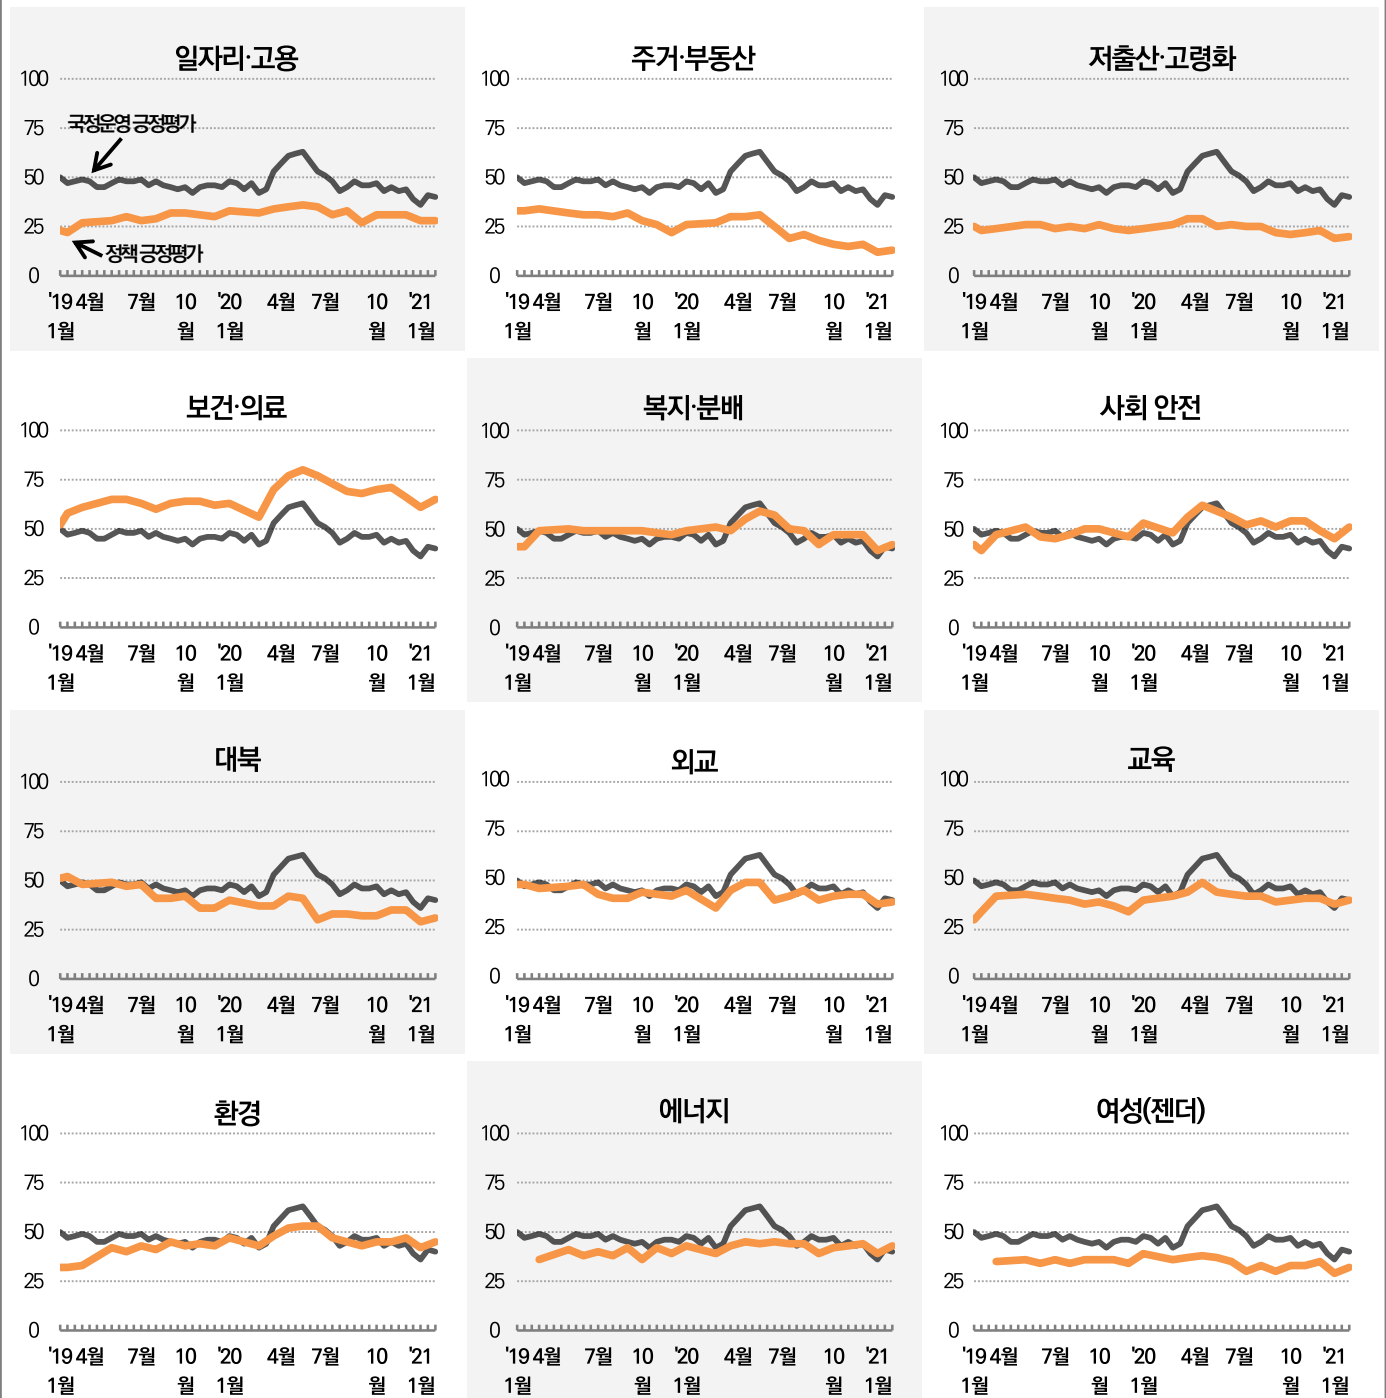 일자리·고용 주거·부동산 저출산·고령화
100 100 100
국정운영 긍정평가
75 75 75
50 50 50
25 25 25
정책 긍정평가
0 0 0
'19 4월 7월 10 '20 4월 7월 10 '21 '19 4월 7월 10 '20 4월 7월 10 '21 '19 4월 7월 10 '20 4월 7월 10 '21
1월 월 1월 월 1월 1월 월 1월 월 1월 1월 월 1월 월 1월
보건·의료 복지·분배 사회 안전
100 100 100
75 75 75
50 50 50
25 25 25
0 0 0
'19 4월 7월 10 '20 4월 7월 10 '21 '19 4월 7월 10 '20 4월 7월 10 '21 '19 4월 7월 10 '20 4월 7월 10 '21
1월 월 1월 월 1월 1월 월 1월 월 1월 1월 월 1월 월 1월
대북 외교 교육
100 100 100
75 75 75
50 50 50
25 25 25
0 0 0
'19 4월 7월 10 '20 4월 7월 10 '21 '19 4월 7월 10 '20 4월 7월 10 '21 '19 4월 7월 10 '20 4월 7월 10 '21
1월 월 1월 월 1월 1월 월 1월 월 1월 1월 월 1월 월 1월
환경 에너지 여성(젠더)
100 100 100
75 75 75
50 50 50
25 25 25
0 0 0
'19 4월 7월 10 '20 4월 7월 10 '21 '19 4월 7월 10 '20 4월 7월 10 '21 '19 4월 7월 10 '20 4월 7월 10 '21
1월 월 1월 월 1월 1월 월 1월 월 1월 1월 월 1월 월 1월